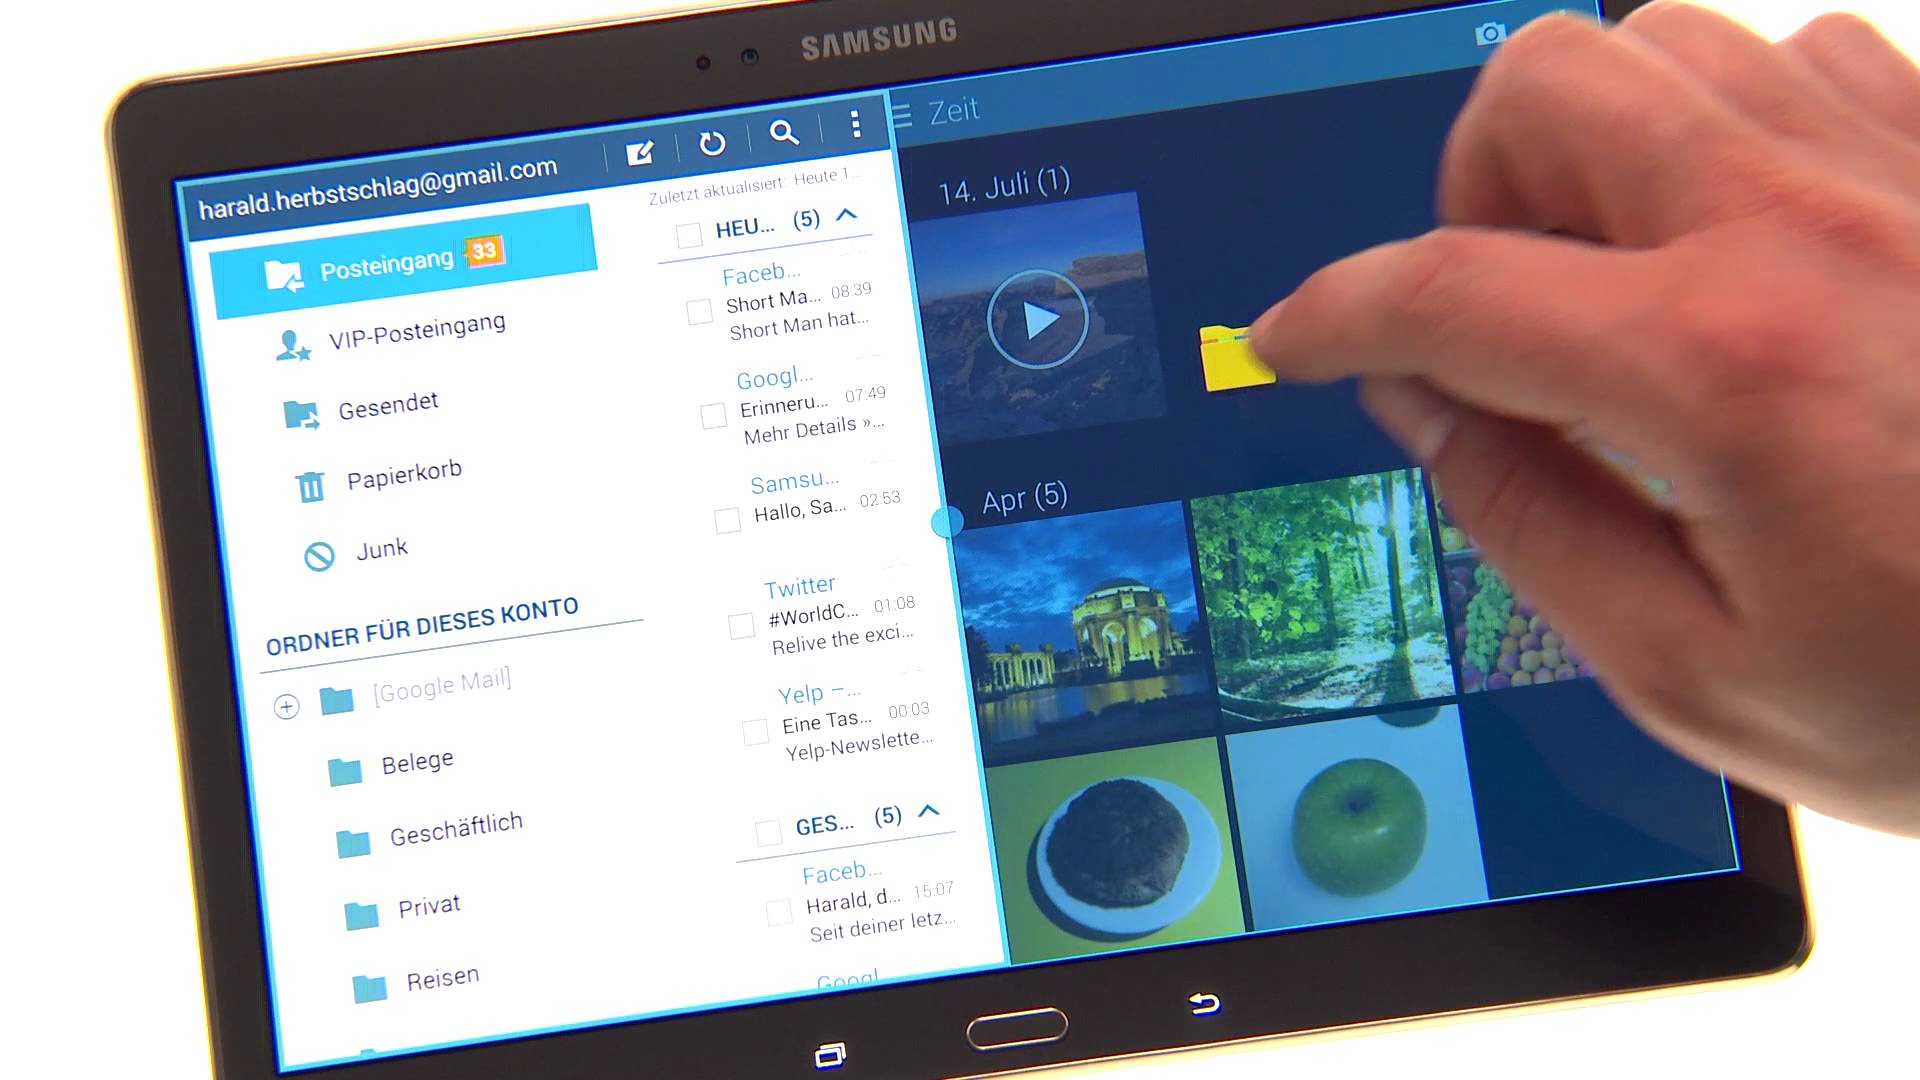 SAMSUNG
harald.herbstschlag@gmail.com
Posteingang 33
VIP-Posteingang
Gesendet
Papierkorb
Junk
ORDNER FÜR DIESES KONTO
[Google Mail]
Belege
Geschäftlich
Privat
Reisen
Zuletzt aktualisiert: Heute 1...
HEU... (5)
Faceb...
Short Ma... 08:39
Short Man hat...
Googl...
Erinneru... 07:49
Mehr Details »...
Samsu...
Hallo, Sa... 02:53
Twitter
#WorldC... 01:08
Relive the exci...
Yelp –...
Eine Tas... 00:03
Yelp-Newslette...
GES... (5)
Faceb...
Harald, d... 15.07
Seit deiner letz...
Googl
Zeit
14. Juli (1)
Apr (5)